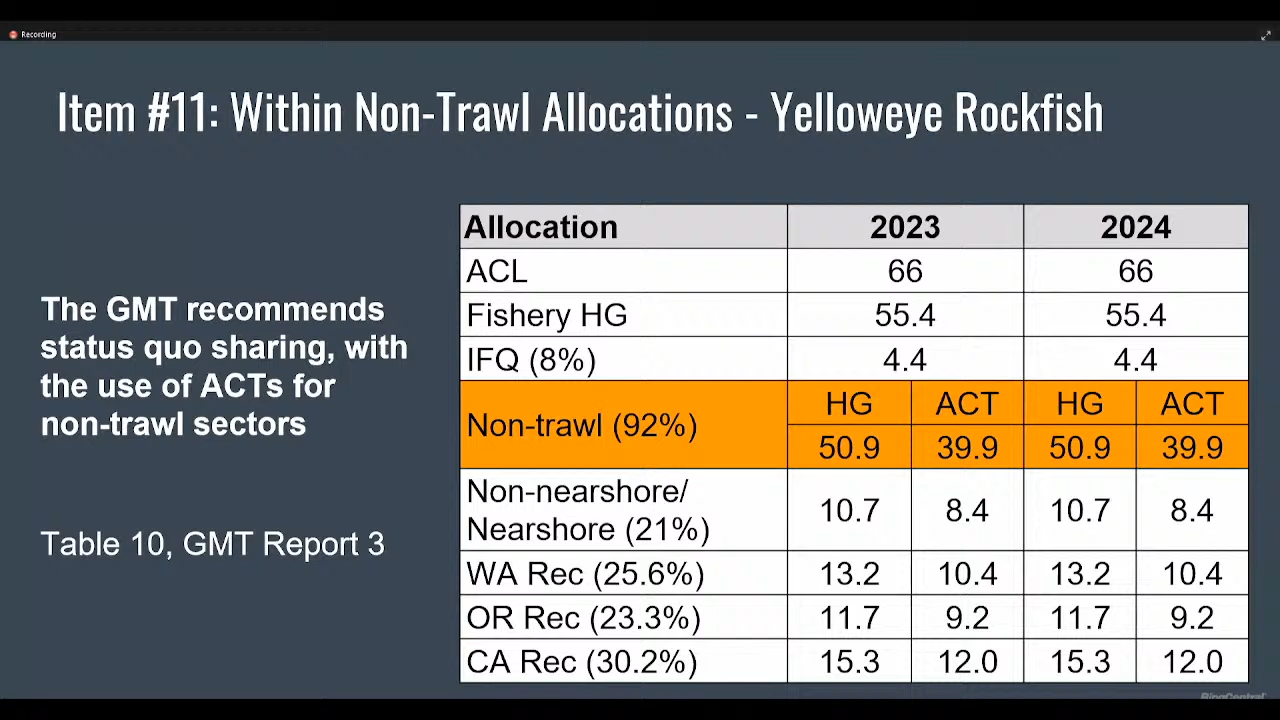 Recording
Item #11: Within Non-Trawl Allocations - Yelloweye Rockfish
The GMT recommends
status quo sharing, with
the use of ACTs for
non-trawl sectors
Table 10, GMT Report 3
Allocation 2023 2024
ACL 66 66
Fishery HG 55.4 55.4
IFQ (8%) 4.4 4.4
Non-trawl (92%) HG ACT HG ACT
50.9 39.9 50.9 39.9
Non-nearshore/
Nearshore (21%) 10.7 8.4 10.7 8.4
WA Rec (25.6%) 13.2 10.4 13.2 10.4
OR Rec (23.3%) 11.7 9.2 11.7 9.2
CA Rec (30.2%) 15.3 12.0 15.3 12.0
RingCentral